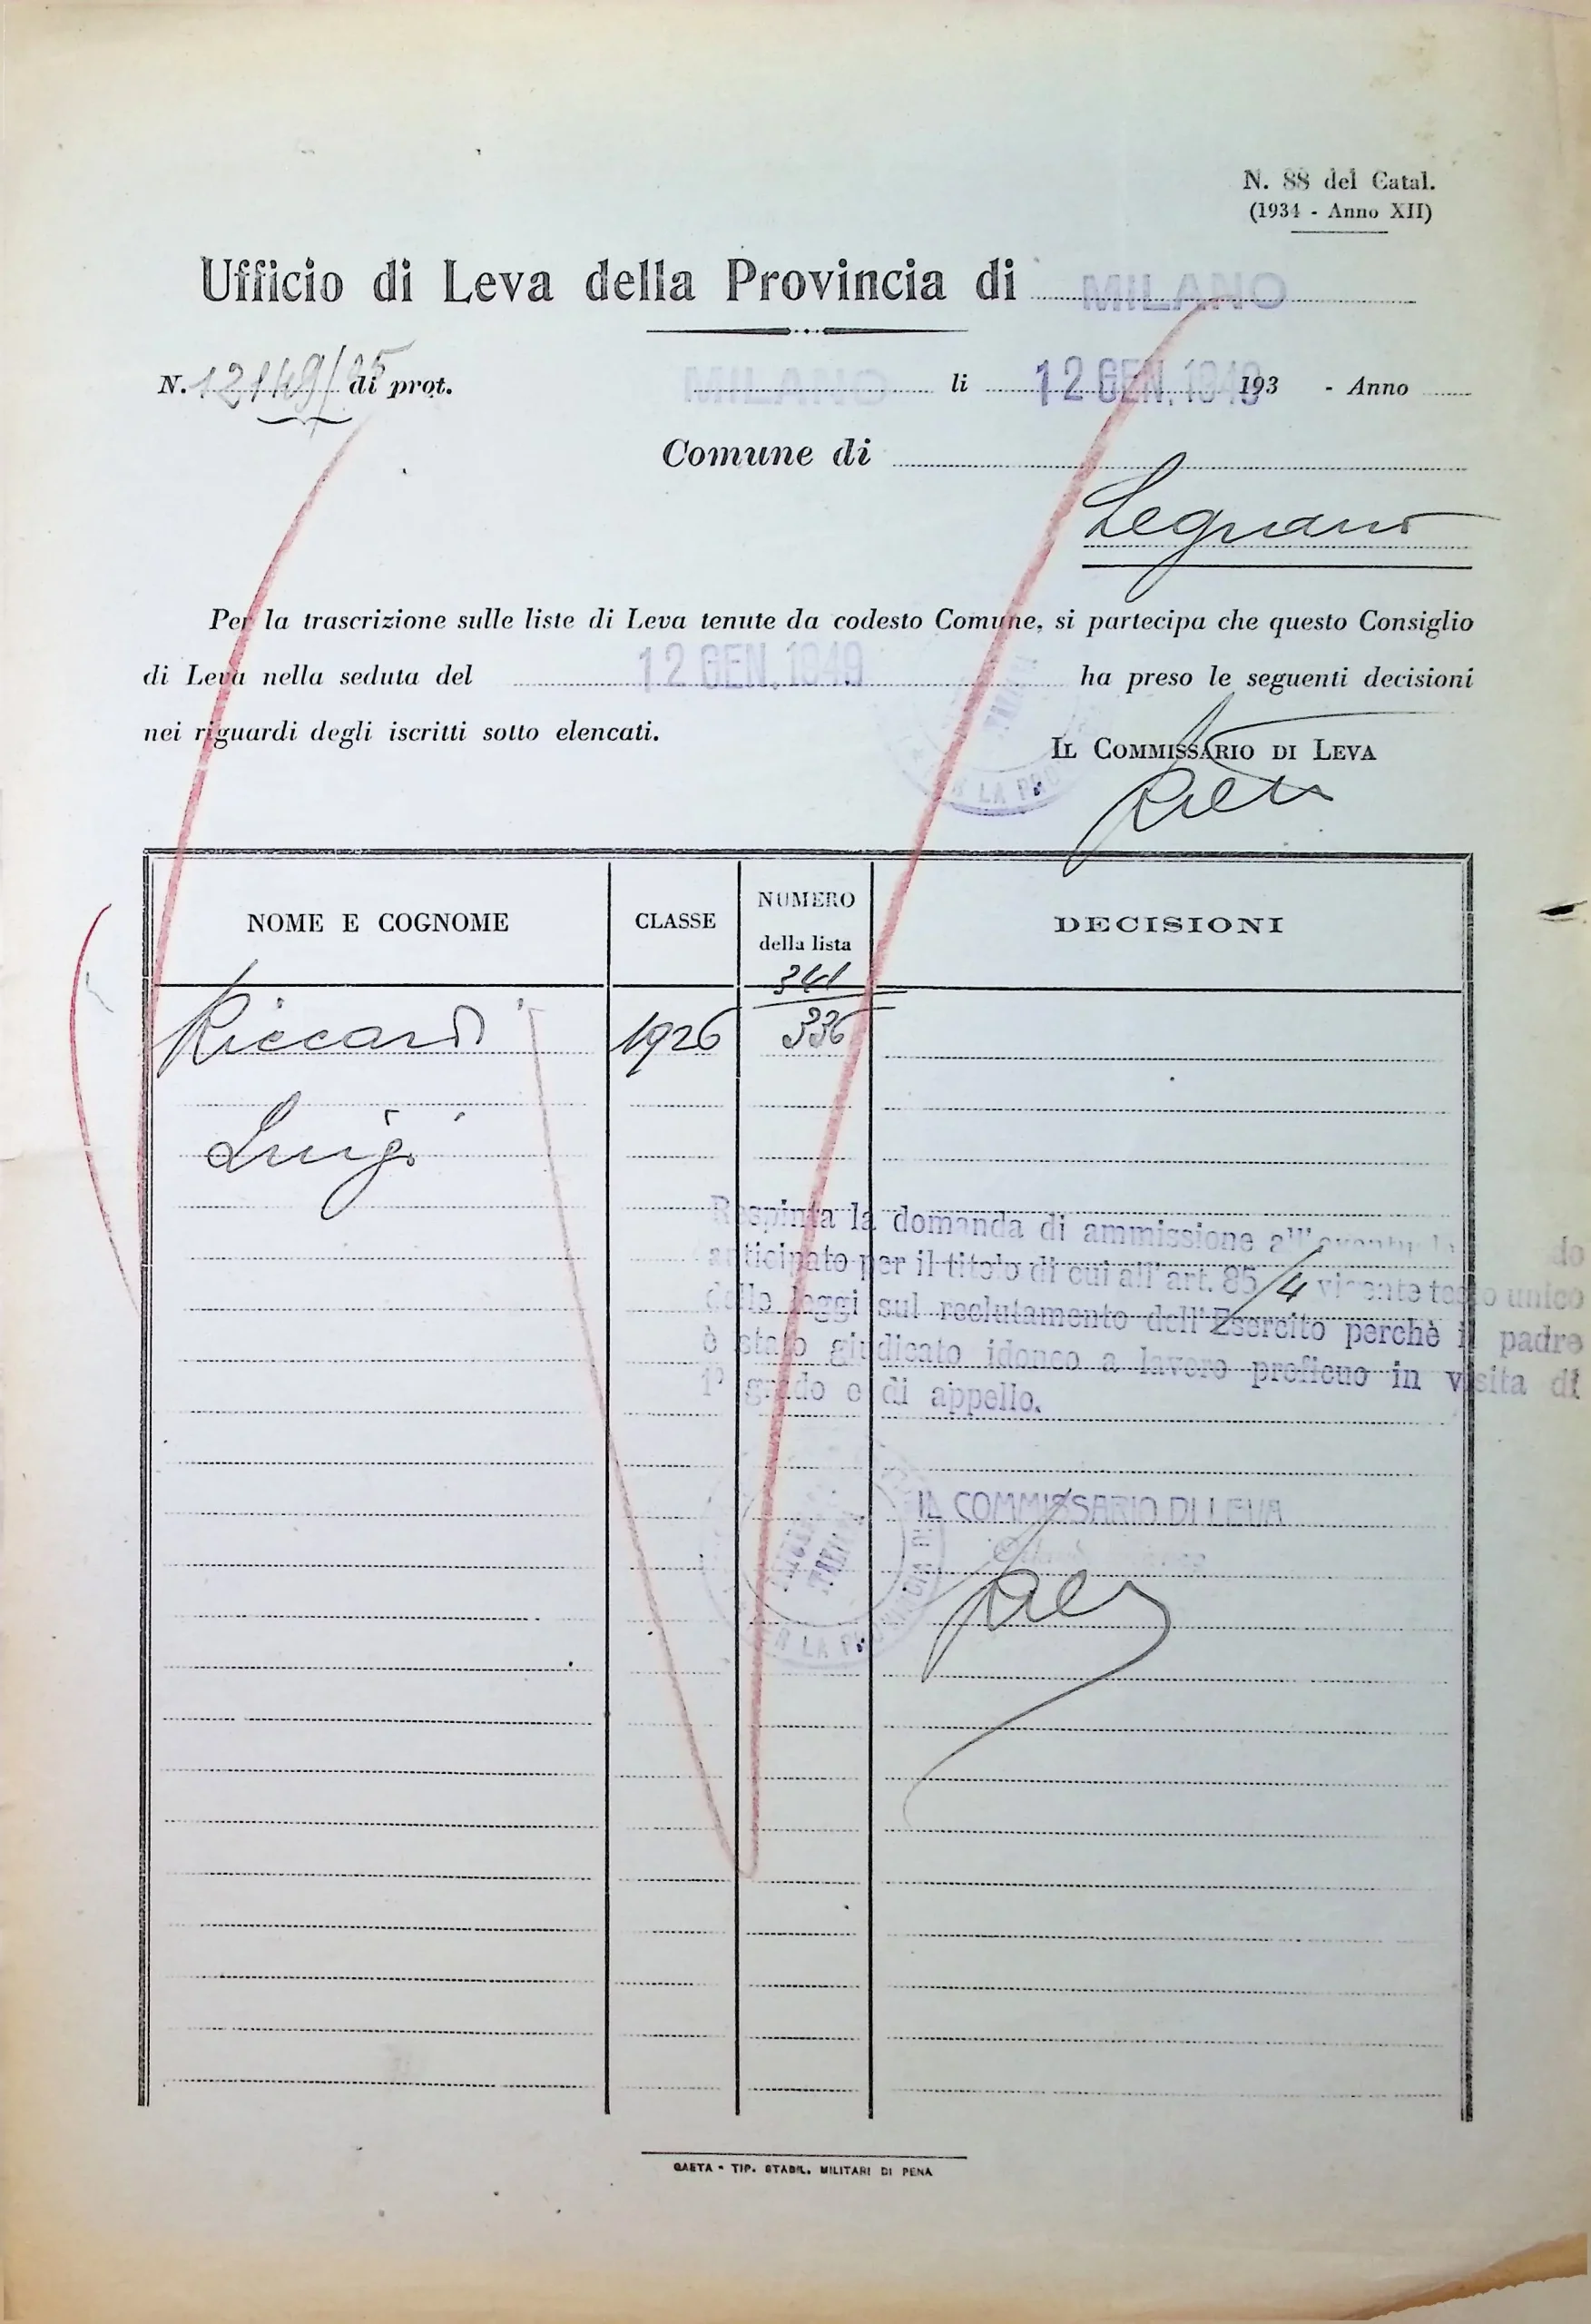 N. 88 del Catal.
(1934 - Anno XII)
Ufficio di Leva della Provincia di MILANO
N. 12149/25 di prot. MILANO li 12 GEN. 1949 193 - Anno
Comune di
Legnano
Per la trascrizione sulle liste di Leva tenute da codesto Comune, si partecipa che questo Consiglio
di Leva nella seduta del 12 GEN. 1949 ha preso le seguenti decisioni
nei riguardi degli iscritti sotto elencati.
IL COMMISSARIO DI LEVA
NOME E COGNOME CLASSE NUMERO della lista DECISIONI
341
Riccardi 1926 336
Luigi
Respinta la domanda di ammissione all'
anticipato per il titolo di cui all'art. 85/4 vigente testo unico
delle leggi sul reclutamento dell'Esercito perchè il padre
è stato giudicato idoneo a lavoro proficuo in visita di
1º grado e di appello.
IL COMMISSARIO DI LEVA
LA PROVINCIA DI
GAETA - TIP. STABIL. MILITARI DI PENA